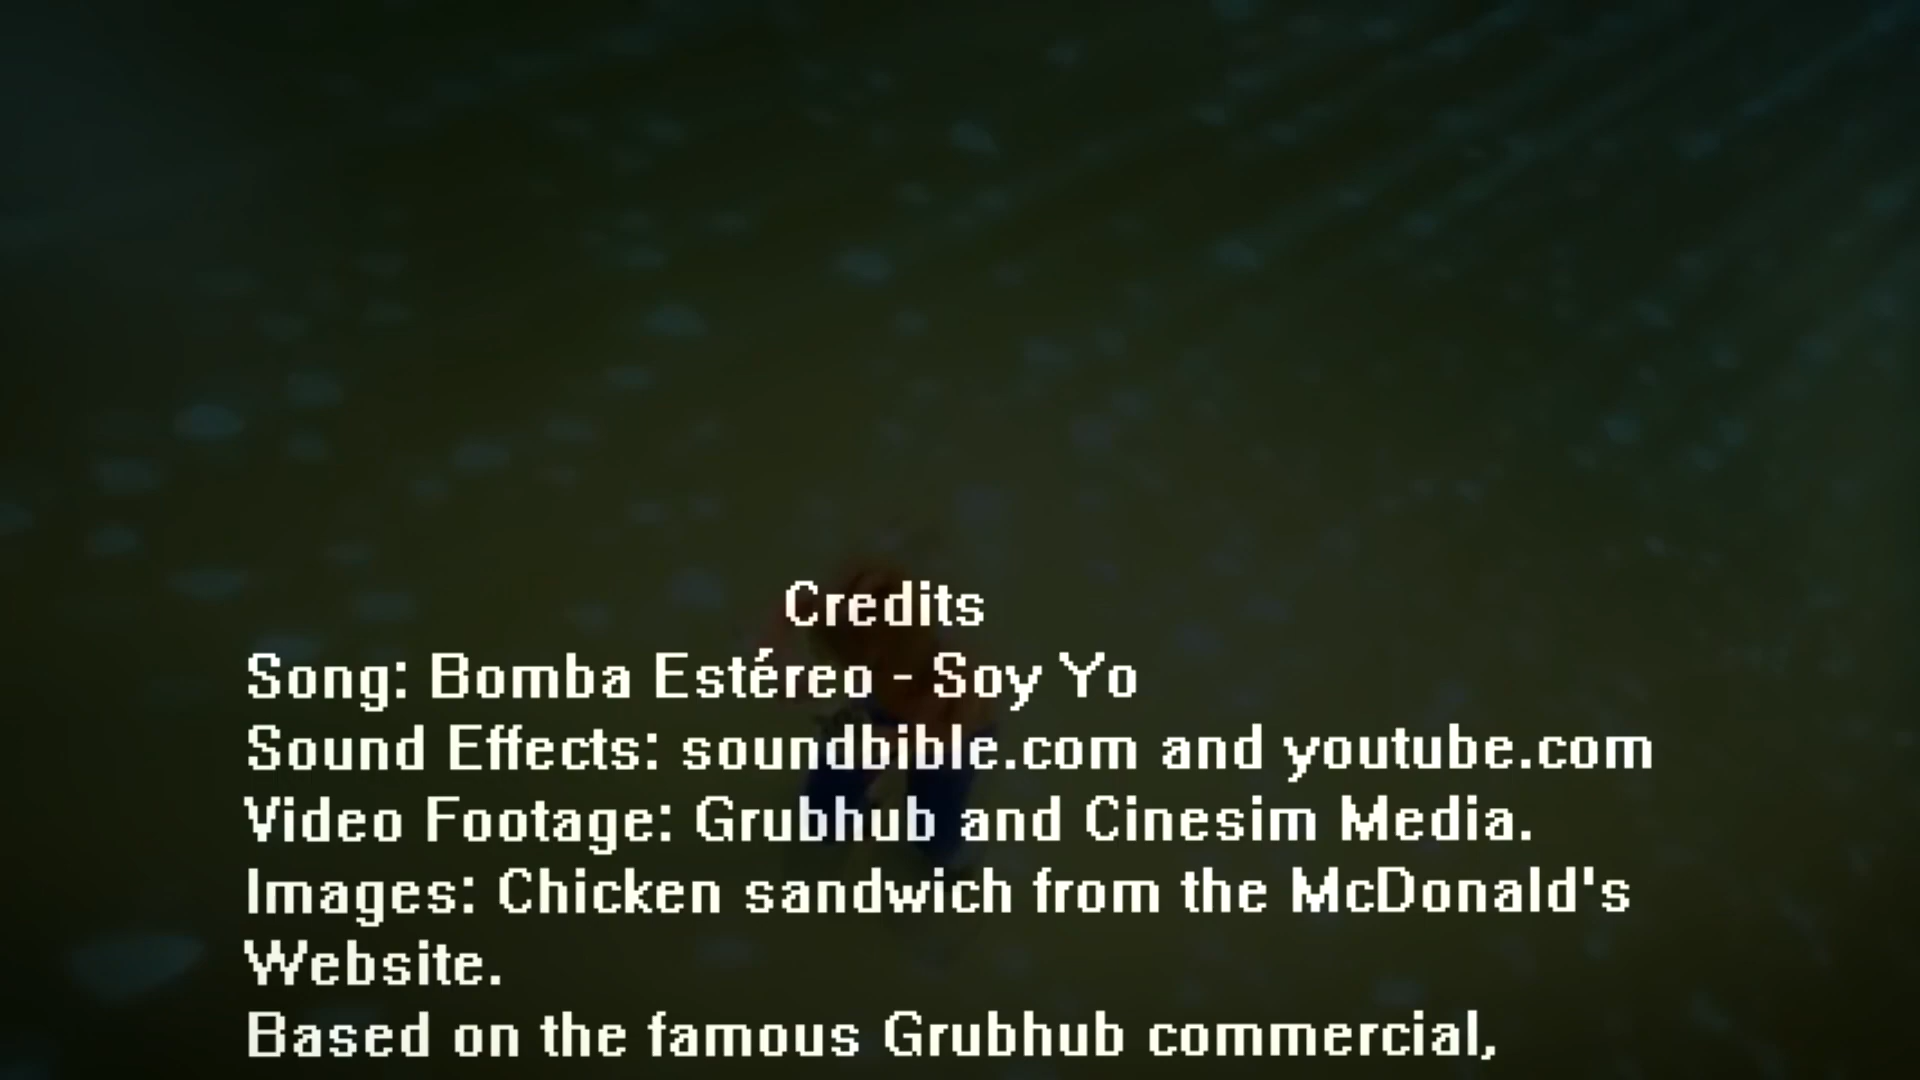 Credits
Song: Bomba Estéreo - Soy Yo
Sound Effects: soundbible.com and youtube.com
Video Footage: Grubhub and Cinesim Media.
Images: Chicken sandwich from the McDonald's
Website.
Based on the famous Grubhub commercial,